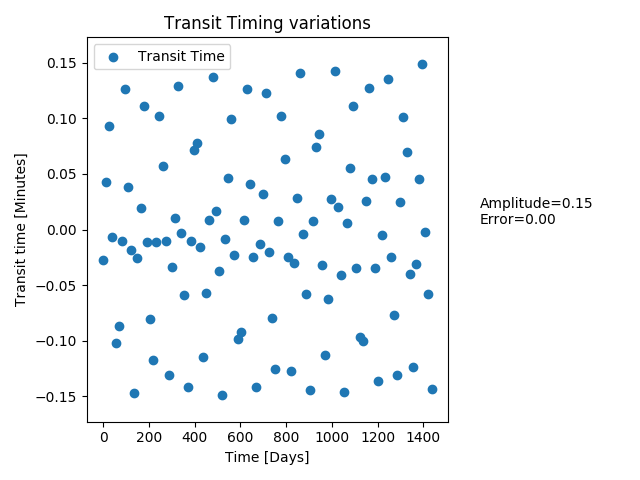 Transit Timing variations
Transit Time
0.15
0.10
0.05
0.00
−0.05
−0.10
−0.15
Transit time [Minutes]
0 200 400 600 800 1000 1200 1400
Time [Days]
Amplitude=0.15
Error=0.00